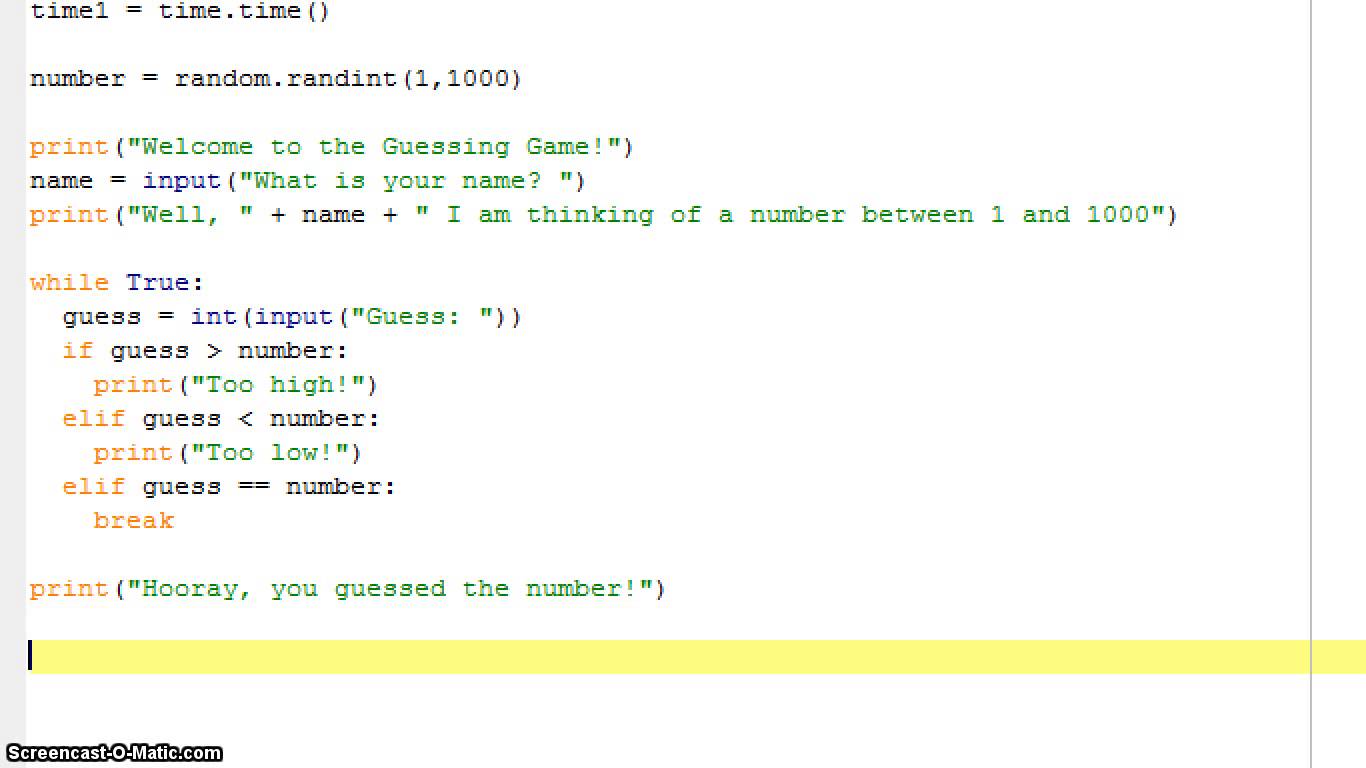 time1 = time.time()
number = random.randint(1,1000)
print("Welcome to the Guessing Game!")
name = input("What is your name? ")
print("Well, " + name + " I am thinking of a number between 1 and 1000")
while True:
  guess = int(input("Guess: "))
  if guess > number:
    print("Too high!")
  elif guess < number:
    print("Too low!")
  elif guess == number:
    break
print("Hooray, you guessed the number!")
Screencast-O-Matic.com